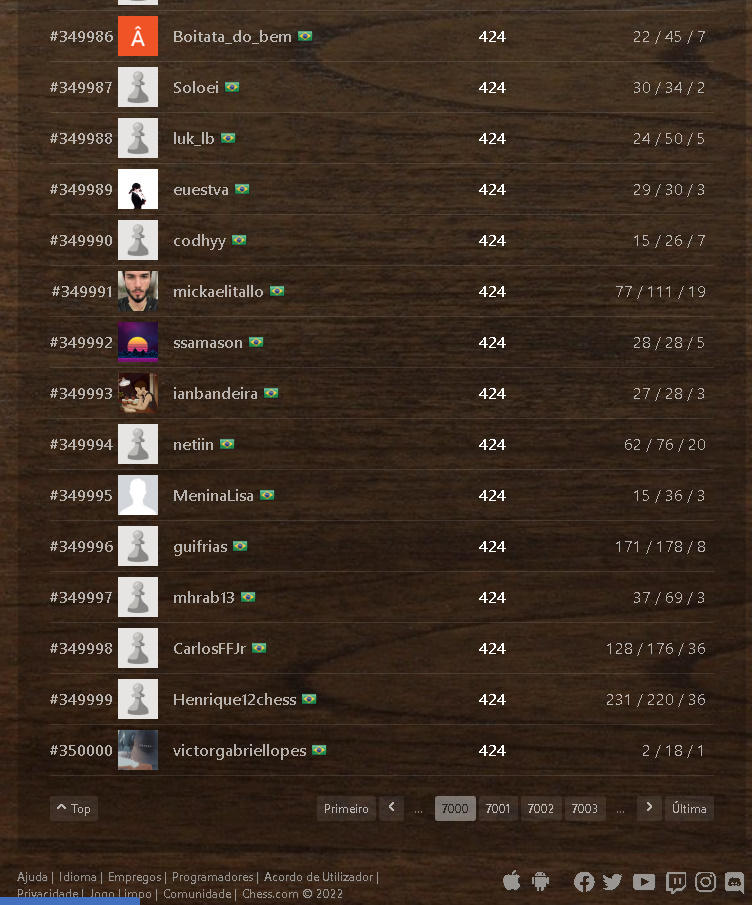 #349986 Â Boitata_do_bem 424 22 / 45 / 7
#349987 Soloei 424 30 / 34 / 2
#349988 luk_lb 424 24 / 50 / 5
#349989 euestva 424 29 / 30 / 3
#349990 codhyy 424 15 / 26 / 7
#349991 mickaelitallo 424 77 / 111 / 19
#349992 ssamason 424 28 / 28 / 5
#349993 ianbandeira 424 27 / 28 / 3
#349994 netiin 424 62 / 76 / 20
#349995 MeninaLisa 424 15 / 36 / 3
#349996 guifrias 424 171 / 178 / 8
#349997 mhrab13 424 37 / 69 / 3
#349998 CarlosFFJr 424 128 / 176 / 36
#349999 Henrique12chess 424 231 / 220 / 36
#350000 victorgabriellopes 424 2 / 18 / 1
Top Primeiro ... 7000 7001 7002 7003 ... Última
Ajuda | Idioma | Empregos | Programadores | Acordo de Utilizador |
Privacidade | Jogo Limpo | Comunidade | Chess.com © 2022